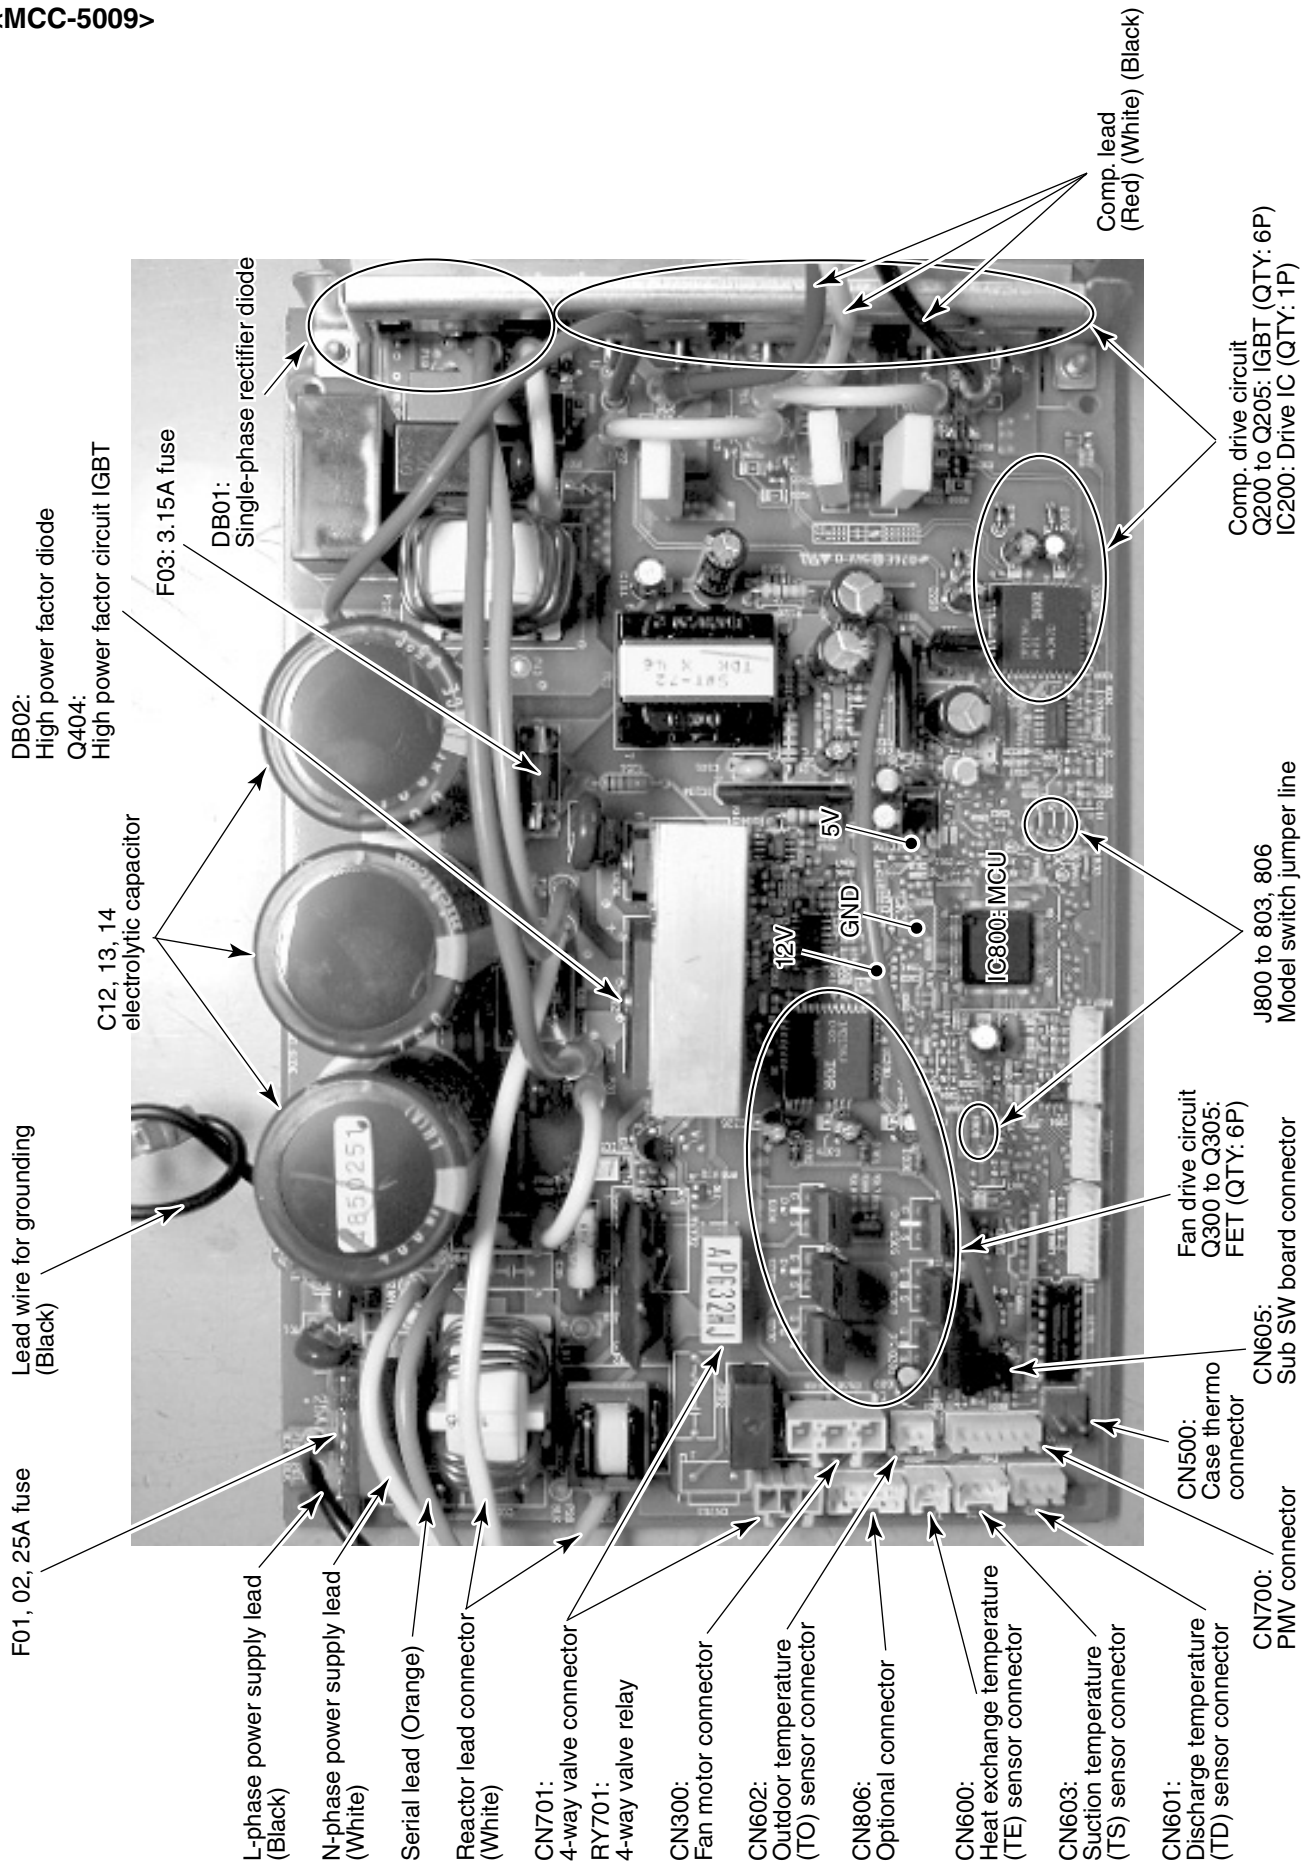 <MCC-5009>
F01, 02, 25A fuse
Lead wire for grounding
(Black)
C12, 13, 14
electrolytic capacitor
DB02:
High power factor diode
Q404:
High power factor circuit IGBT
F03: 3.15A fuse
DB01:
Single-phase rectifier diode
Comp. lead
(Red) (White) (Black)
L-phase power supply lead
(Black)
N-phase power supply lead
(White)
Serial lead (Orange)
Reactor lead connector
(White)
CN701:
4-way valve connector
RY701:
4-way valve relay
CN300:
Fan motor connector
CN602:
Outdoor temperature
(TO) sensor connector
CN806:
Optional connector
CN600:
Heat exchange temperature
(TE) sensor connector
CN603:
Suction temperature
(TS) sensor connector
CN601:
Discharge temperature
(TD) sensor connector
CN700:
PMV connector
CN500:
Case thermo
connector
CN605:
Sub SW board connector
Fan drive circuit
Q300 to Q305:
FET (QTY: 6P)
J800 to 803, 806
Model switch jumper line
Comp. drive circuit
Q200 to Q205: IGBT (QTY: 6P)
IC200: Drive IC (QTY: 1P)
12V
GND
5V
IC800: MCU
850251
AP632HJ
TDK